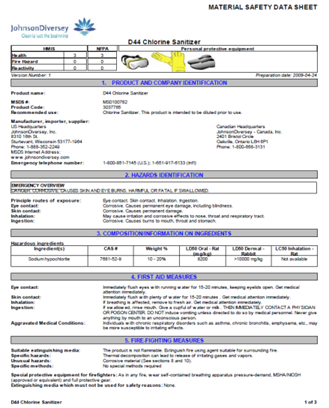 MATERIAL SAFETY DATA SHEET
JohnsonDiversey
D44 Chlorine Sanitizer
HMIS NFPA Personal protective equipment
Health 3 3
Fire Hazard 0 0
Reactivity 0 0
Version Number: 1 Preparation date: 2009-04-24
1. PRODUCT AND COMPANY IDENTIFICATION
Product name: D44 Chlorine Sanitizer
MSDS #: MS0100782
Product Code:
Recommended use: Chlorine Sanitizer. This product is intended to be diluted prior to use.
Manufacturer, importer, supplier:
US Headquarters Canadian Headquarters
JohnsonDiversey, Inc. JohnsonDiversey - Canada, Inc.
8310 16th St. 2401 Bristol Circle
Sturtevant, Wisconsin 53177-1964 Oakville, Ontario L6H 6P1
Phone: 1-888-352-2249 Phone: 1-800-668-3131
MSDS Internet Address:
www.johnsondiversey.com
Emergency telephone number: 1-800-851-7145 (U.S.); 1-651-917-6133 (Int'l)
2. HAZARDS IDENTIFICATION
EMERGENCY OVERVIEW
DANGER. CORROSIVE. CAUSES SKIN AND EYE BURNS. HARMFUL OR FATAL IF SWALLOWED.
Principle routes of exposure: Eye contact. Skin contact. Inhalation. Ingestion.
Eye contact: Corrosive. Causes permanent eye damage, including blindness.
Skin contact: Corrosive. Causes permanent damage.
Inhalation: May cause irritation and corrosive effects to nose, throat and respiratory tract.
Ingestion: Corrosive. Causes burns to mouth, throat and stomach.
3. COMPOSITION/INFORMATION ON INGREDIENTS
Hazardous ingredients
Ingredient(s) CAS # Weight % LD50 Oral - Rat (mg/kg) LD50 Dermal - Rabbit LC50 Inhalation - Rat
Sodium hypochlorite 7681-52-9 10 - 20% 8200 >10000 mg/kg Not available
4. FIRST AID MEASURES
Eye contact: Immediately flush eyes with running water for 15-20 minutes, keeping eyelids open. Get medical
attention immediately.
Skin contact: Immediately flush with plenty of water for 15-20 minutes. Get medical attention immediately.
Inhalation: If breathing is affected, remove to fresh air. Get medical attention immediately.
Ingestion: If swallowed, rinse mouth. Give a cupful of water or milk. THEN IMMEDIATELY CONTACT A PHYSICIAN
OR POISON CENTER. DO NOT induce vomiting unless directed to do so by medical personnel. Never give
anything by mouth to an unconscious person.
Aggravated Medical Conditions: Individuals with chronic respiratory disorders such as asthma, chronic bronchitis, emphysema, etc., may
be more susceptible to irritating effects.
5. FIRE-FIGHTING MEASURES
Suitable extinguishing media: The product is not flammable. Extinguish fire using agent suitable for surrounding fire.
Specific hazards: Thermal decomposition can lead to release of irritating gases and vapors.
Unusual hazards: Corrosive material (See sections 8 and 10).
Specific methods: No special methods required
Special protective equipment for firefighters: As in any fire, wear self-contained breathing apparatus pressure-demand, MSHA/NIOSH
(approved or equivalent) and full protective gear.
Extinguishing media which must not be used for safety reasons: None.
D44 Chlorine Sanitizer 1 of 3